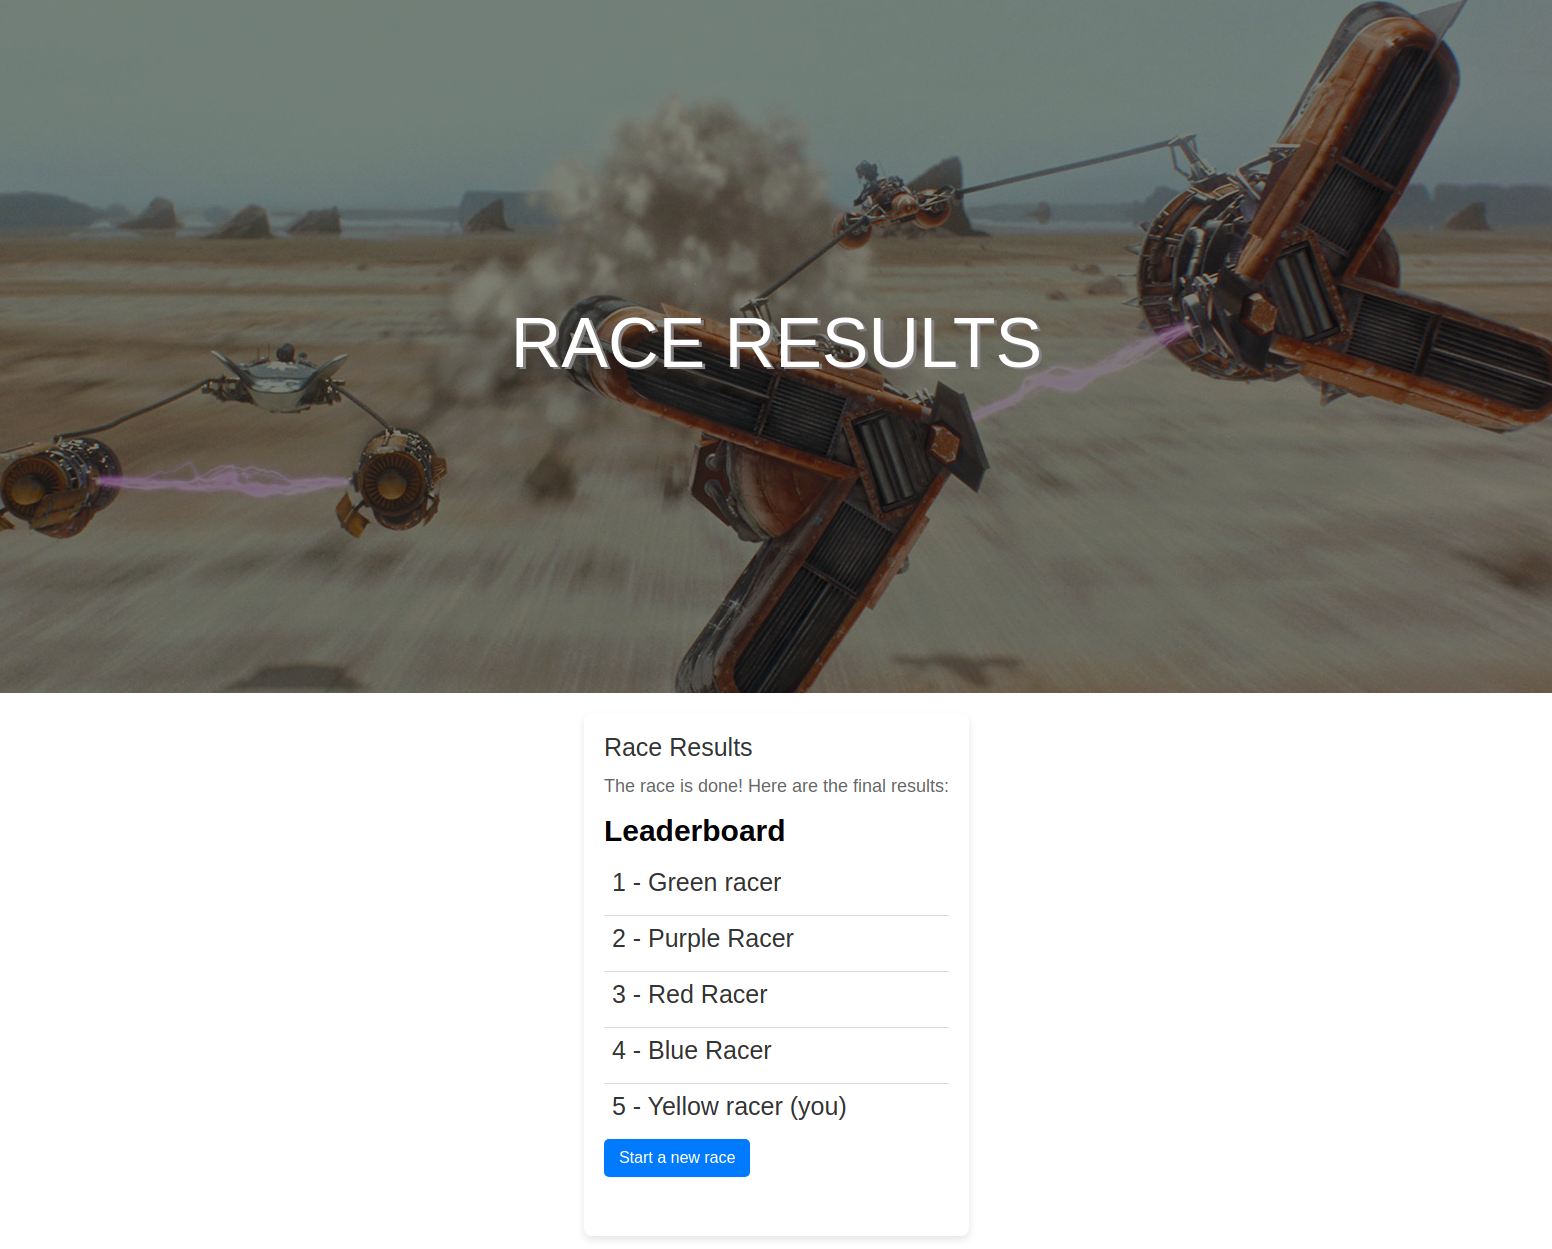 RACE RESULTS
Race Results
The race is done! Here are the final results:
Leaderboard
1 - Green racer
2 - Purple Racer
3 - Red Racer
4 - Blue Racer
5 - Yellow racer (you)
Start a new race